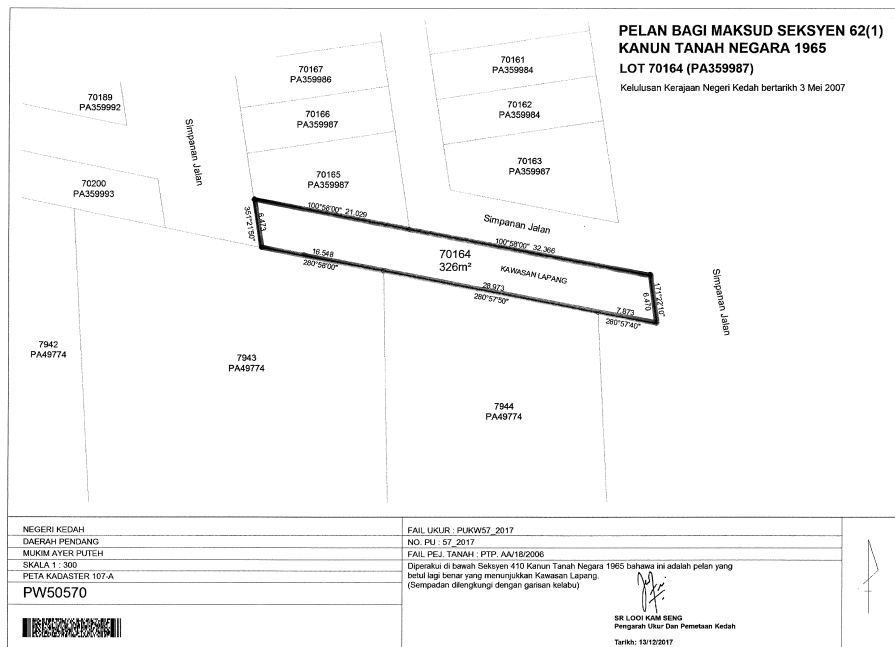 PELAN BAGI MAKSUD SEKSYEN 62(1)
KANUN TANAH NEGARA 1965
LOT 70164 (PA359987)
Kelulusan Kerajaan Negeri Kedah bertarikh 3 Mei 2007
70167
PA359986
70161
PA359984
70189
PA359992
70166
PA359987
70162
PA359984
Simpanan Jalan
70163
PA359987
70165
PA359987
70200
PA359993
100°58'00" 21.029
Simpanan Jalan
6.473
351°21'50"
100°58'00" 32.366
16.548
280°58'00"
70164
326m²
KAWASAN LAPANG
28.973
280°57'50"
6.470
171°22'10"
Simpanan Jalan
7.873
280°57'40"
7942
PA49774
7943
PA49774
7944
PA49774
NEGERI KEDAH
DAERAH PENDANG
MUKIM AYER PUTEH
SKALA 1 : 300
PETA KADASTER 107-A
PW50570
FAIL UKUR : PUKW57_2017
NO. PU : 57_2017
FAIL PEJ. TANAH : PTP. AA/18/2006
Diperakui di bawah Seksyen 410 Kanun Tanah Negara 1965 bahawa ini adalah pelan yang
betul lagi benar yang menunjukkan Kawasan Lapang.
(Sempadan dilengkungi dengan garisan kelabu)
SR LOOI KAM SENG
Pengarah Ukur Dan Pemetaan Kedah
Tarikh: 13/12/2017